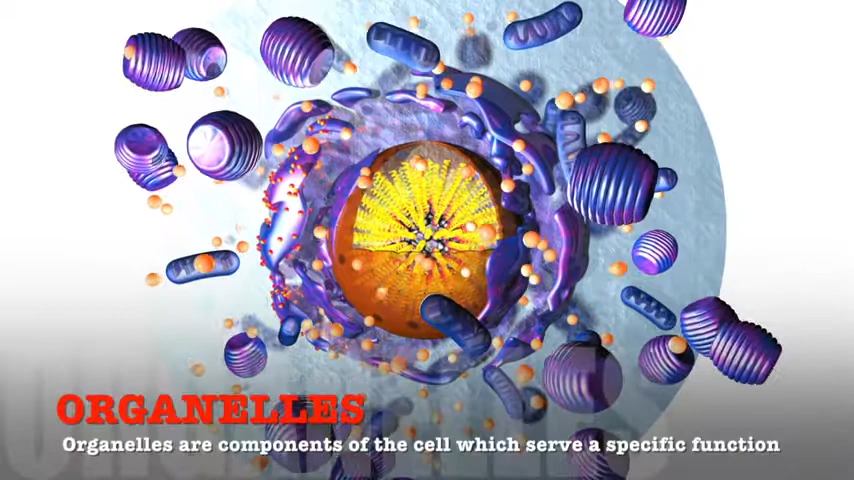 ORGANELLES
Organelles are components of the cell which serve a specific function